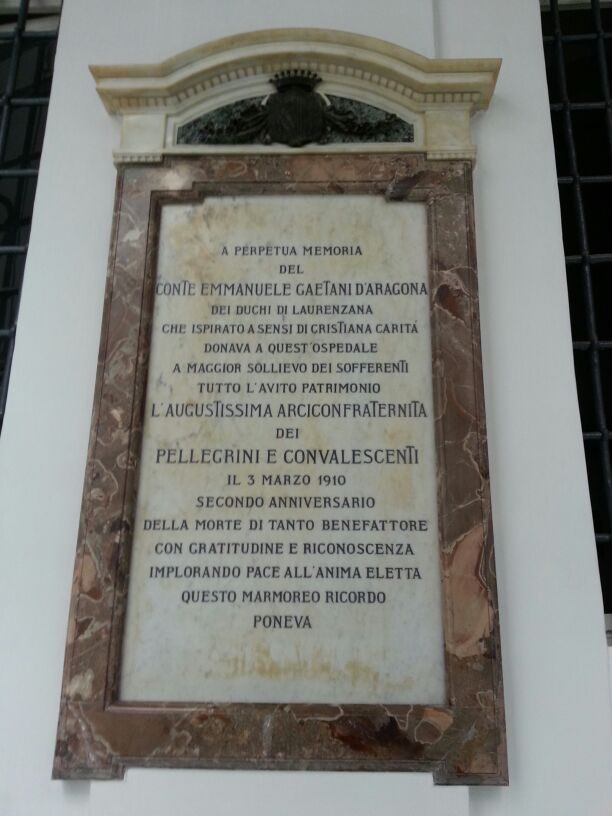 A PERPETUA MEMORIA
DEL
CONTE EMMANUELE GAETANI D'ARAGONA
DEI DUCHI DI LAURENZANA
CHE ISPIRATO A SENSI DI CRISTIANA CARITÁ
DONAVA A QUEST'OSPEDALE
A MAGGIOR SOLLIEVO DEI SOFFERENTI
TUTTO L'AVITO PATRIMONIO
L'AUGUSTISSIMA ARCICONFRATERNITA
DEI
PELLEGRINI E CONVALESCENTI
IL 3 MARZO 1910
SECONDO ANNIVERSARIO
DELLA MORTE DI TANTO BENEFATTORE
CON GRATITUDINE E RICONOSCENZA
IMPLORANDO PACE ALL'ANIMA ELETTA
QUESTO MARMOREO RICORDO
PONEVA